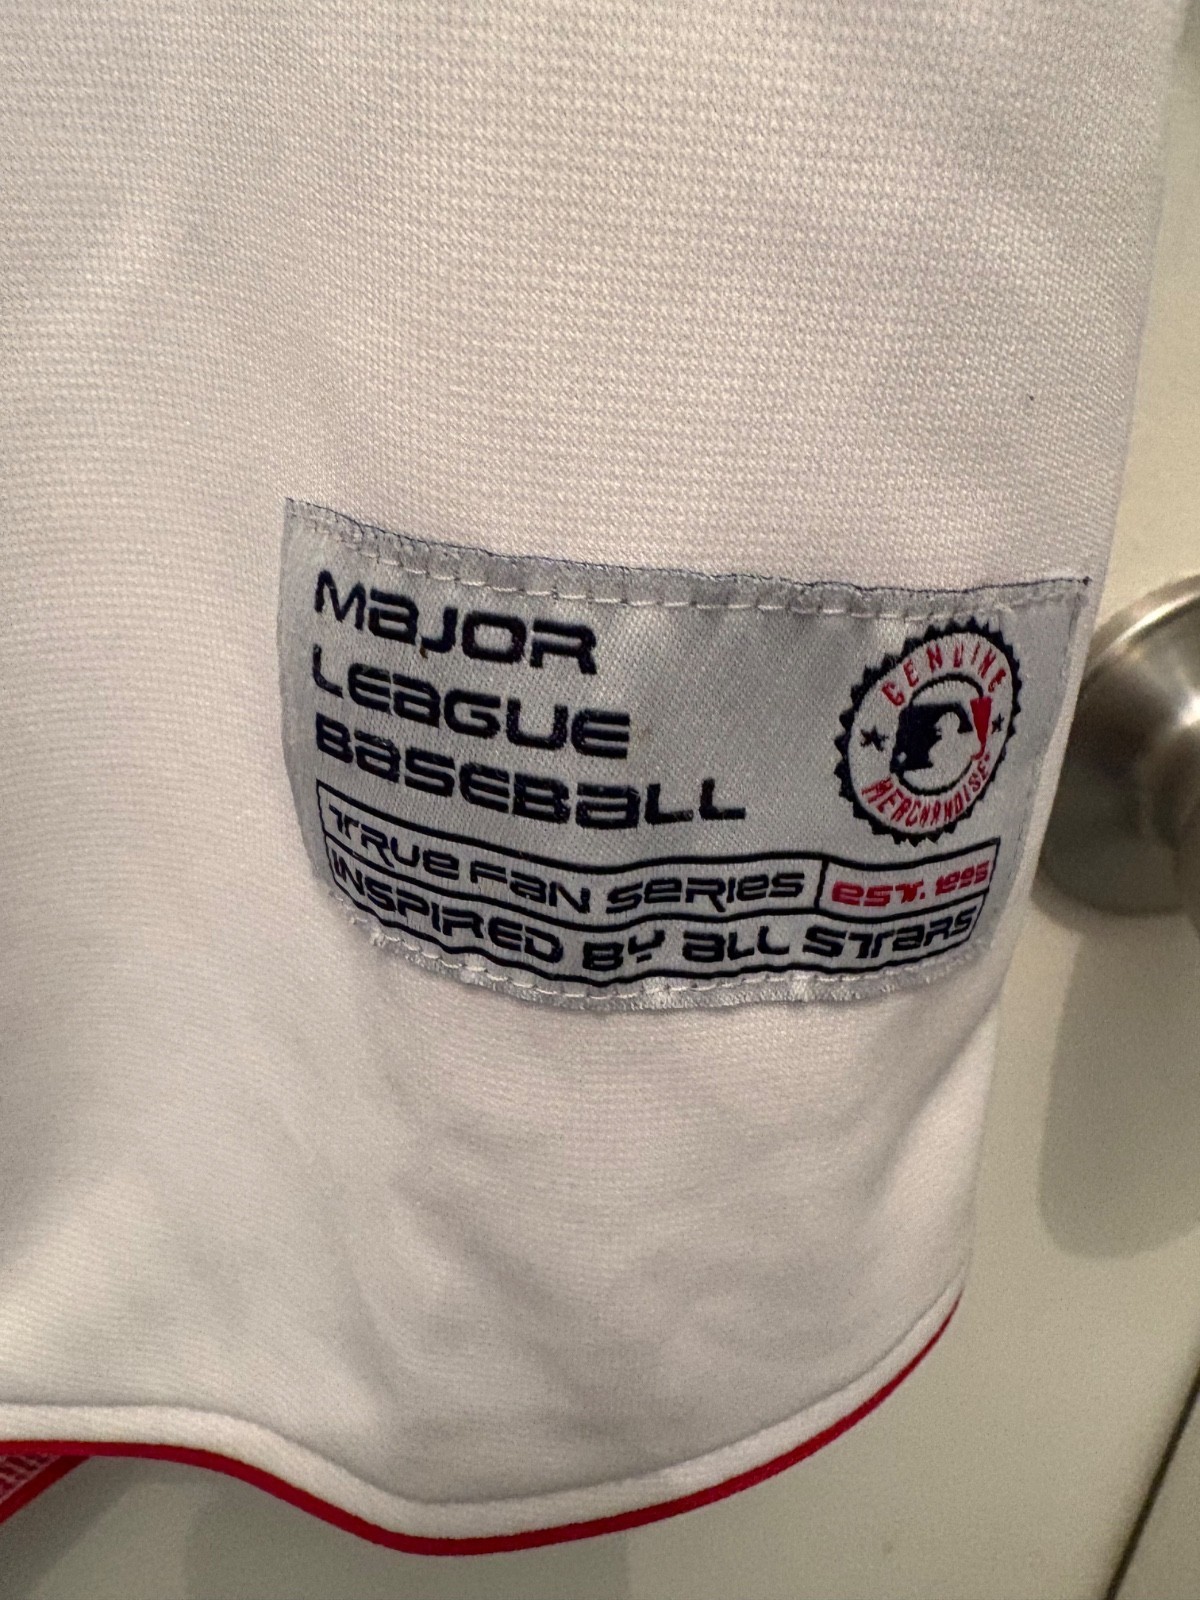 MAJOR
LEAGUE
BASEBALL
GENUINE
MERCHANDISE
TRUE FAN SERIES
EST. 1995
INSPIRED BY ALL STARS